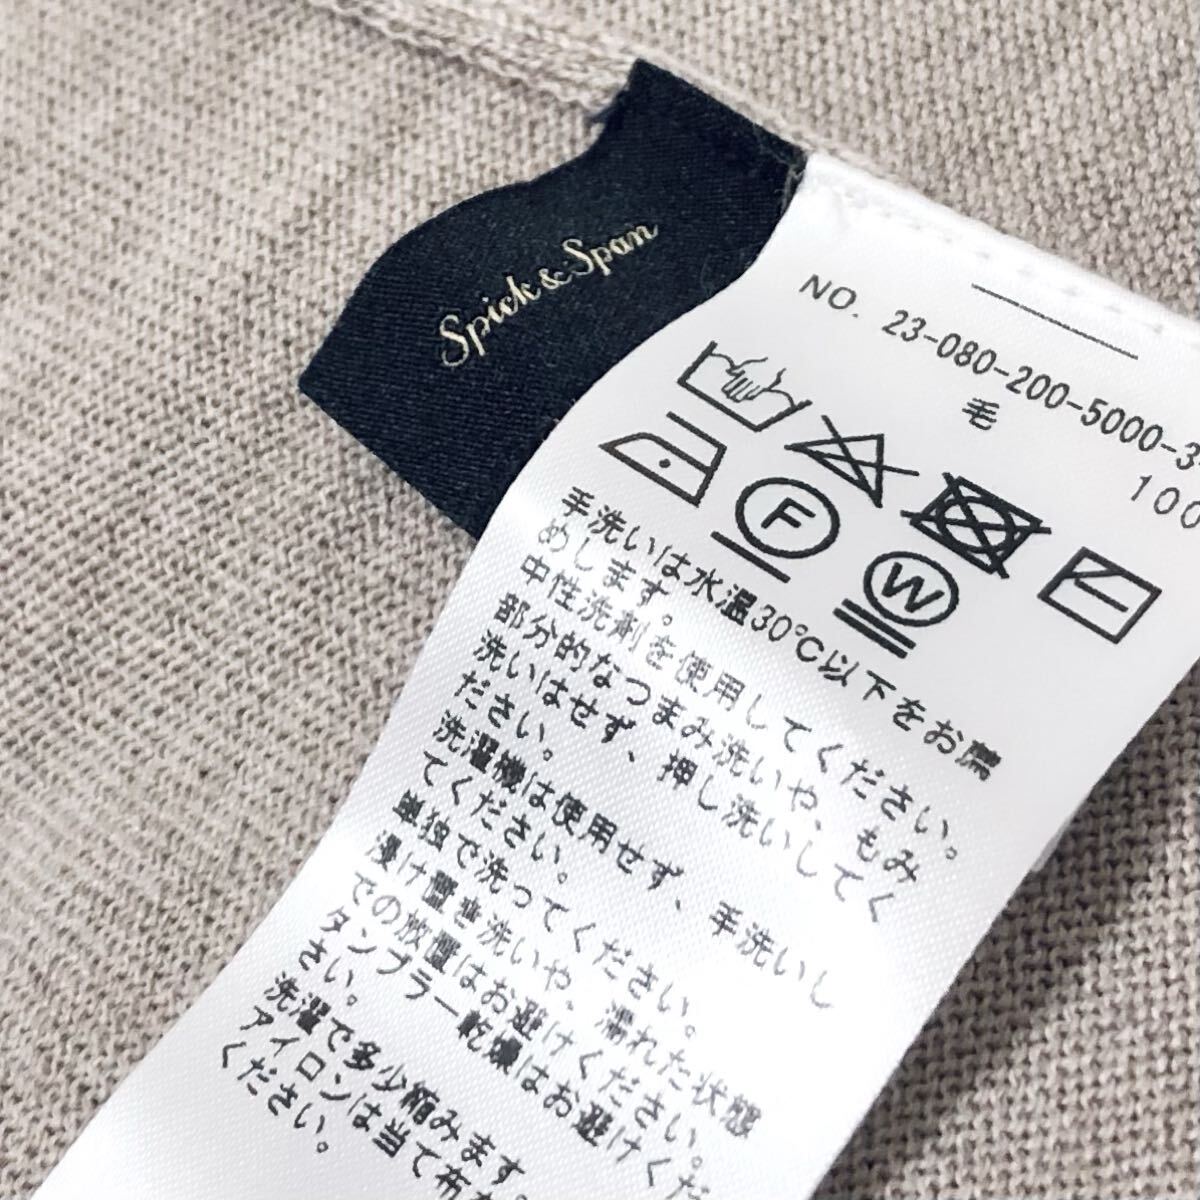 Spick & Span
NO. 23-080-200-5000-3
毛
100
F
W
手洗いは水温30℃以下をお薦
めします。
中性洗剤を使用してください。
部分的なつまみ洗いや、もみ
洗いはせず、押し洗いしてく
ださい。
洗濯機は使用せず、手洗いし
てください。
単独で洗ってください。
浸け置き洗いや、濡れた状態
での放置はお避けください。
タンブラー乾燥はお避けくだ
さい。
洗濯で多少縮みます。
アイロンは当て布
ください。